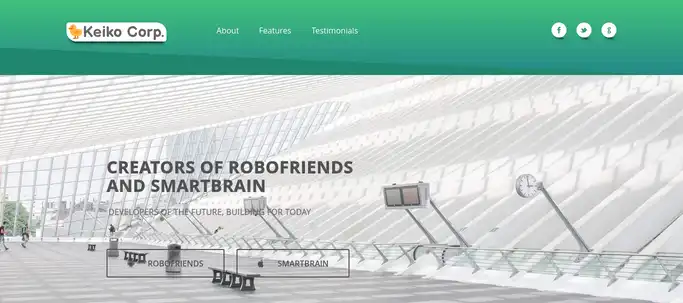 Keiko Corp.
About
Features
Testimonials
CREATORS OF ROBOFRIENDS
AND SMARTBRAIN
DEVELOPERS OF THE FUTURE, BUILDING FOR TODAY
ROBOFRIENDS
SMARTBRAIN